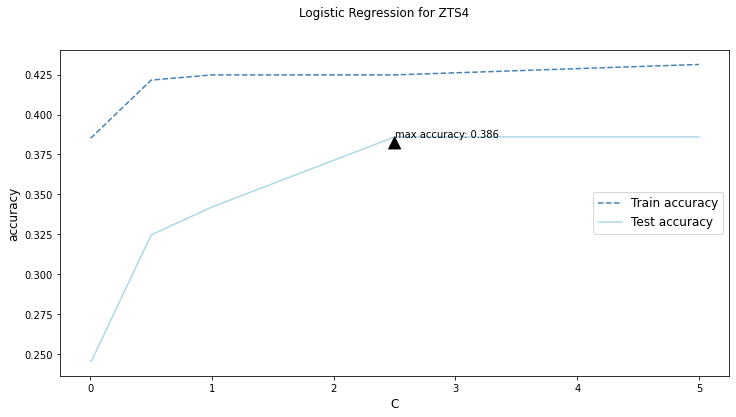 Logistic Regression for ZTS4
0.425
0.400
0.375
0.350
0.325
0.300
0.275
0.250
accuracy
max accuracy: 0.386
Train accuracy
Test accuracy
0 1 2 3 4 5
C